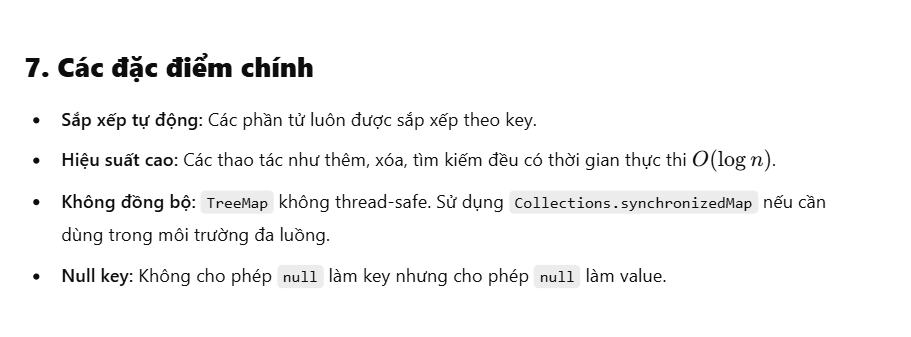 7. Các đặc điểm chính
• Sắp xếp tự động: Các phần tử luôn được sắp xếp theo key.
• Hiệu suất cao: Các thao tác như thêm, xóa, tìm kiếm đều có thời gian thực thi O(log n).
• Không đồng bộ: TreeMap không thread-safe. Sử dụng Collections.synchronizedMap nếu cần
dùng trong môi trường đa luồng.
• Null key: Không cho phép null làm key nhưng cho phép null làm value.